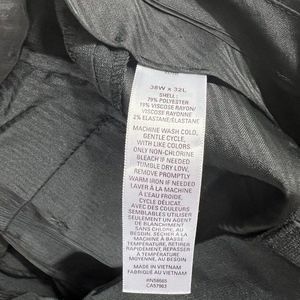 38W x 32L
SHELL:
79% POLYESTER
19% VISCOSE RAYON/
VISCOSE RAYONNE
2% ELASTANE/ÉLASTANE
MACHINE WASH COLD,
GENTLE CYCLE,
WITH LIKE COLORS
ONLY NON-CHLORINE
BLEACH IF NEEDED
TUMBLE DRY LOW,
REMOVE PROMPTLY
WARM IRON IF NEEDED
LAVER À LA MACHINE
À L'EAU FROIDE,
CYCLE DÉLICAT,
AVEC DES COULEURS
SEMBLABLES UTILISER
SEULEMENT UN AGENT
DE BLANCHIMENT
SANS CHLORE, AU
BESOIN. SÉCHER À LA
MACHINE À BASSE
TEMPÉRATURE, RETIRER
RAPIDEMENT. REPASSER À
TEMPÉRATURE
MOYENNE, AU BESOIN
MADE IN VIETNAM
FABRIQUÉ AU VIETNAM
CA57963